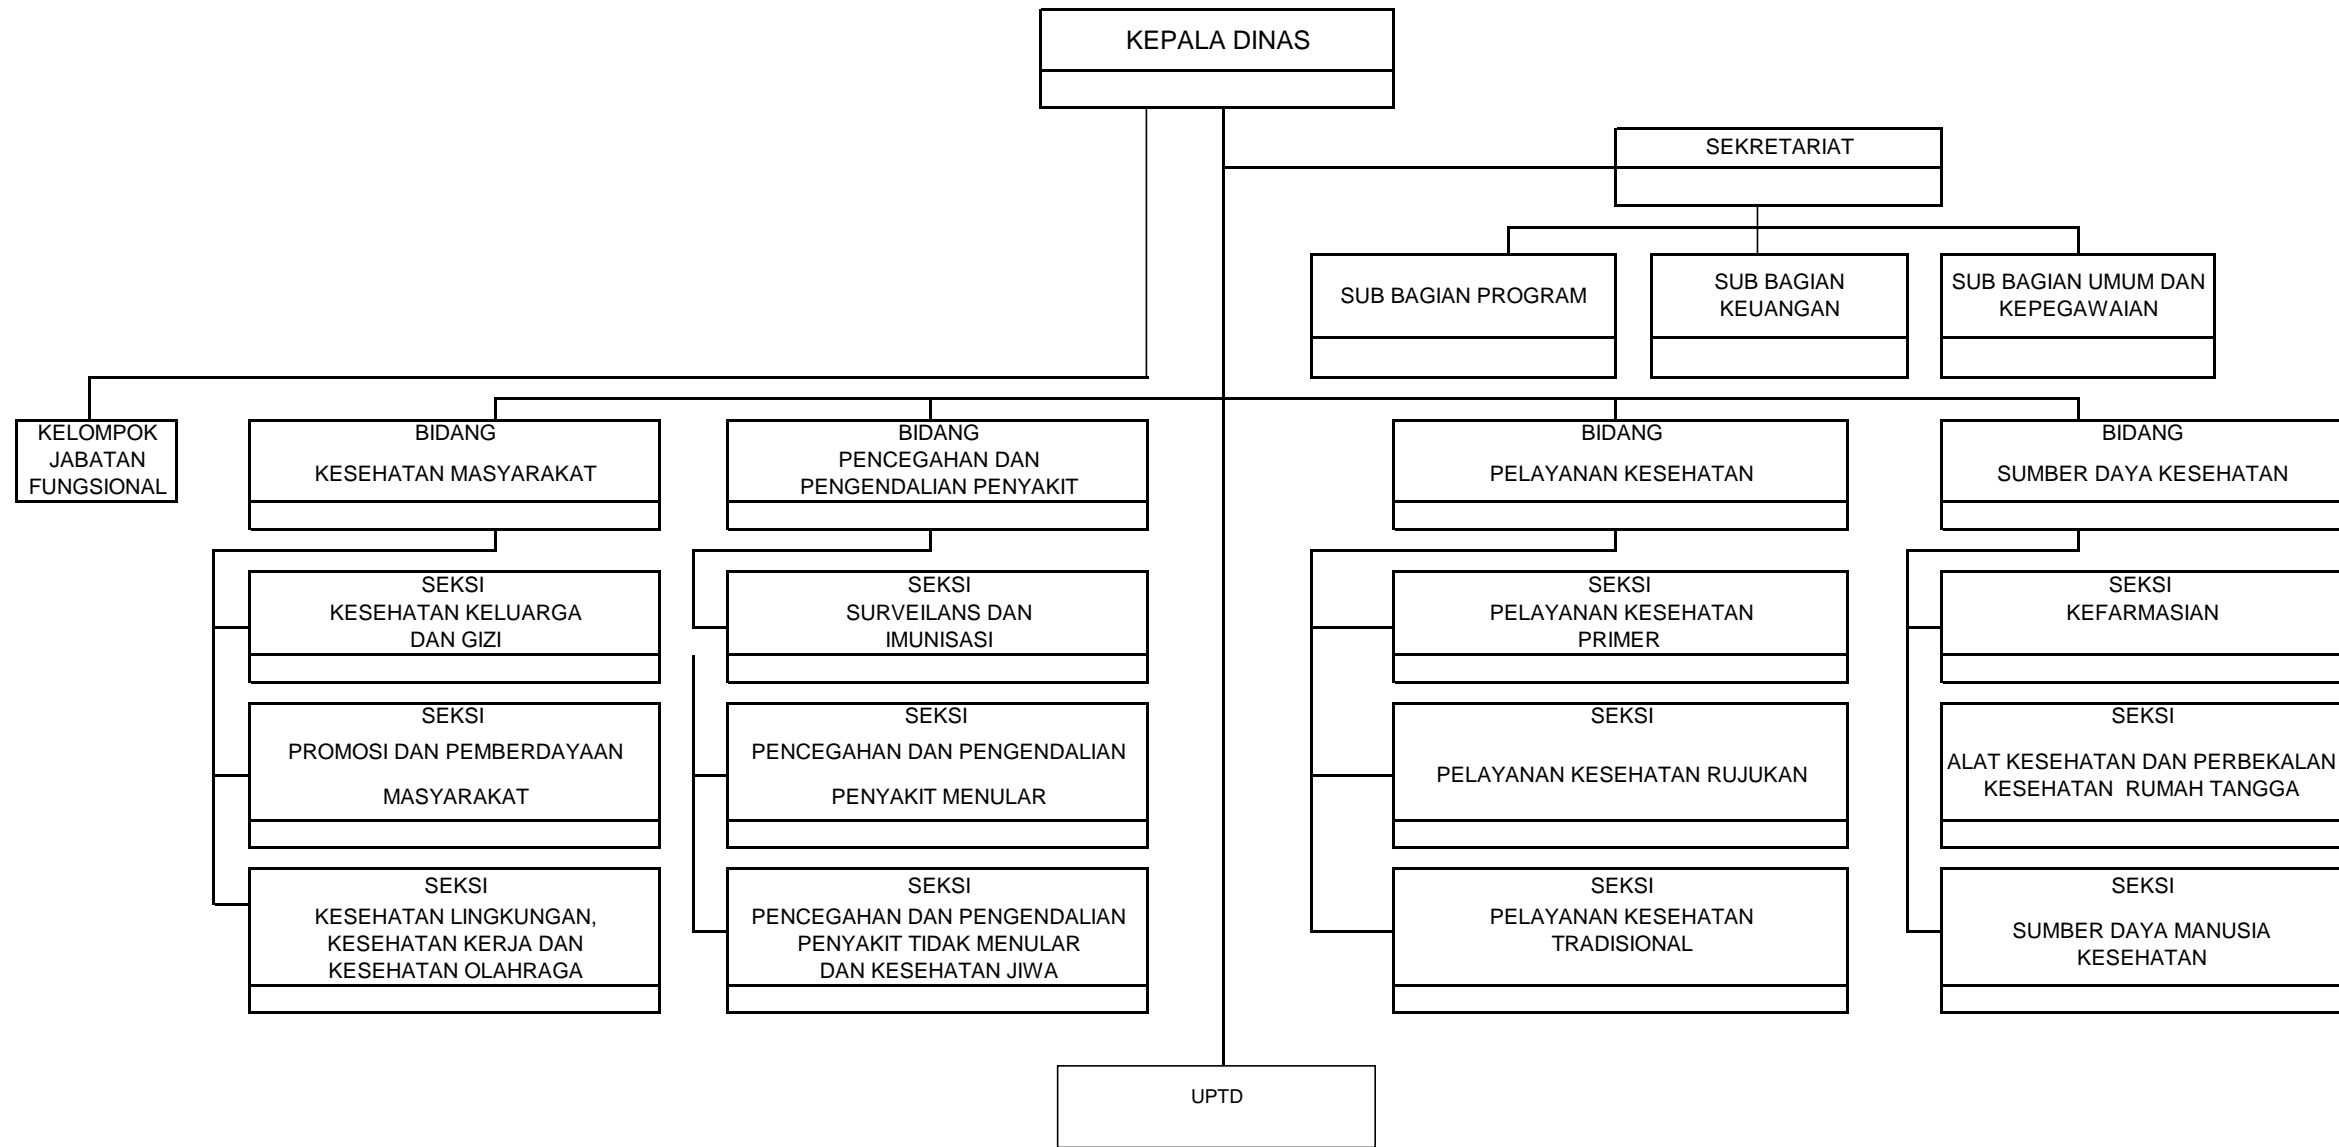 KEPALA DINAS
SEKRETARIAT
SUB BAGIAN PROGRAM
SUB BAGIAN
KEUANGAN
SUB BAGIAN UMUM DAN
KEPEGAWAIAN
KELOMPOK
JABATAN
FUNGSIONAL
BIDANG
KESEHATAN MASYARAKAT
BIDANG
PENCEGAHAN DAN
PENGENDALIAN PENYAKIT
BIDANG
PELAYANAN KESEHATAN
BIDANG
SUMBER DAYA KESEHATAN
SEKSI
KESEHATAN KELUARGA
DAN GIZI
SEKSI
SURVEILANS DAN
IMUNISASI
SEKSI
PELAYANAN KESEHATAN
PRIMER
SEKSI
KEFARMASIAN
SEKSI
PROMOSI DAN PEMBERDAYAAN
MASYARAKAT
SEKSI
PENCEGAHAN DAN PENGENDALIAN
PENYAKIT MENULAR
SEKSI
PELAYANAN KESEHATAN RUJUKAN
SEKSI
ALAT KESEHATAN DAN PERBEKALAN
KESEHATAN  RUMAH TANGGA
SEKSI
KESEHATAN LINGKUNGAN,
KESEHATAN KERJA DAN
KESEHATAN OLAHRAGA
SEKSI
PENCEGAHAN DAN PENGENDALIAN
PENYAKIT TIDAK MENULAR
DAN KESEHATAN JIWA
SEKSI
PELAYANAN KESEHATAN
TRADISIONAL
SEKSI
SUMBER DAYA MANUSIA
KESEHATAN
UPTD